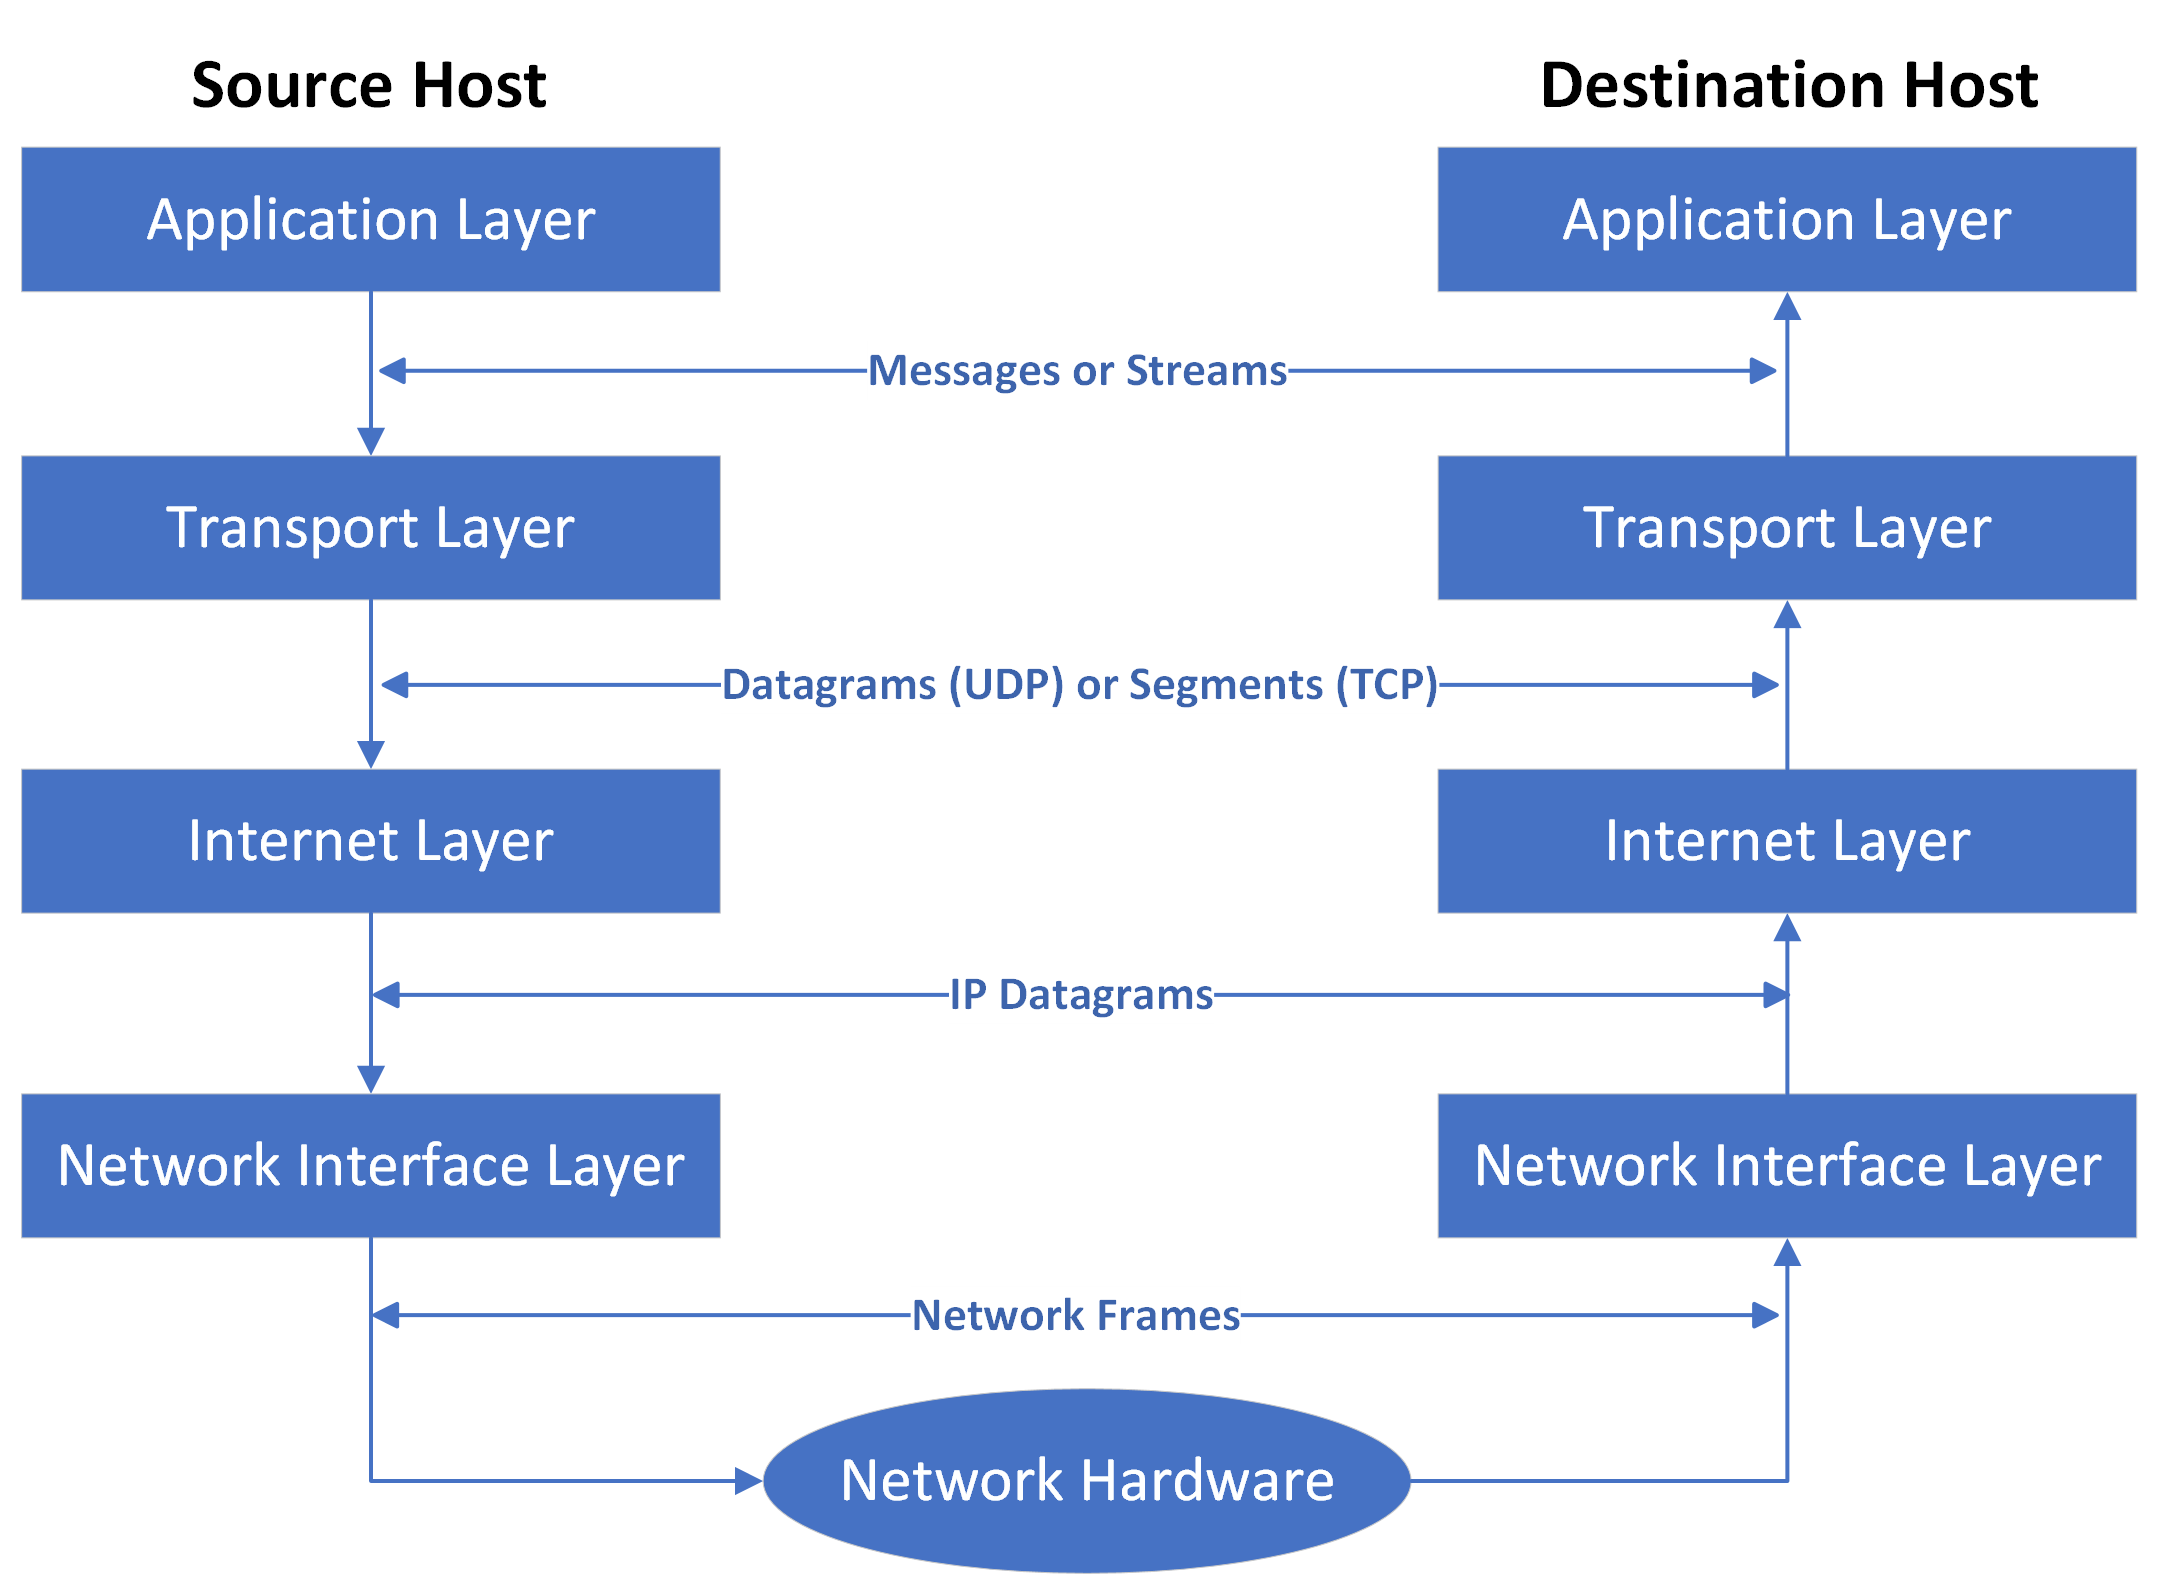 Source Host
Destination Host
Application Layer
Application Layer
Messages or Streams
Transport Layer
Transport Layer
Datagrams (UDP) or Segments (TCP)
Internet Layer
Internet Layer
IP Datagrams
Network Interface Layer
Network Interface Layer
Network Frames
Network Hardware